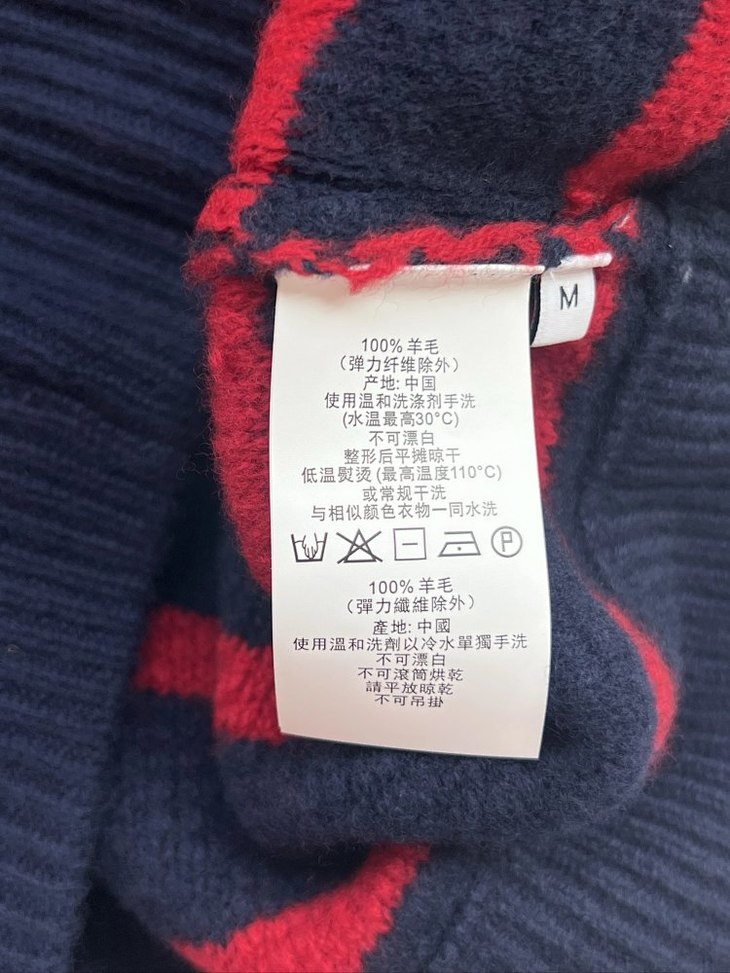 M
100% 羊毛
（弹力纤维除外）
产地: 中国
使用温和洗涤剂手洗
(水温最高30°C)
不可漂白
整形后平摊晾干
低温熨烫 (最高温度110°C)
或常规干洗
与相似颜色衣物一同水洗
P
100% 羊毛
（彈力纖維除外）
產地: 中國
使用溫和洗劑以冷水單獨手洗
不可漂白
不可滾筒烘乾
請平放晾乾
不可吊掛